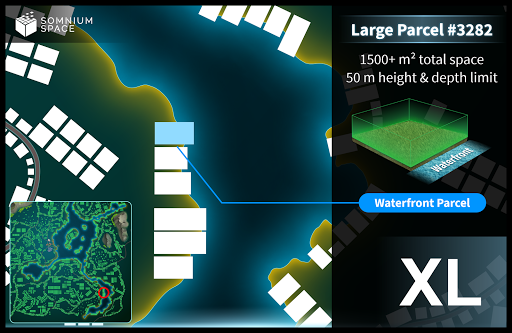 SOMNIUM
SPACE
Large Parcel #3282
1500+ m² total space
50 m height & depth limit
Waterfront
Waterfront Parcel
XL